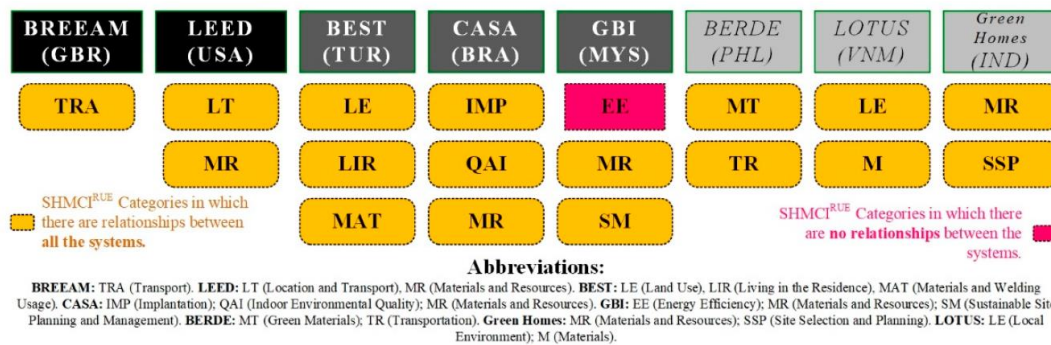 BREEAM (GBR)
LEED (USA)
BEST (TUR)
CASA (BRA)
GBI (MYS)
BERDE (PHL)
LOTUS (VNM)
Green Homes (IND)
TRA
LT
LE
IMP
EE
MT
LE
MR
MR
LIR
QAI
MR
TR
M
SSP
MAT
MR
SM
SHMCI^RUE Categories in which
there are relationships between
all the systems.
SHMCI^RUE Categories in which there
are no relationships between the
systems.
Abbreviations:
BREEAM: TRA (Transport). LEED: LT (Location and Transport), MR (Materials and Resources). BEST: LE (Land Use), LIR (Living in the Residence), MAT (Materials and Welding
Usage). CASA: IMP (Implantation); QAI (Indoor Environmental Quality); MR (Materials and Resources). GBI: EE (Energy Efficiency); MR (Materials and Resources); SM (Sustainable Site
Planning and Management). BERDE: MT (Green Materials); TR (Transportation). Green Homes: MR (Materials and Resources); SSP (Site Selection and Planning). LOTUS: LE (Local
Environment); M (Materials).